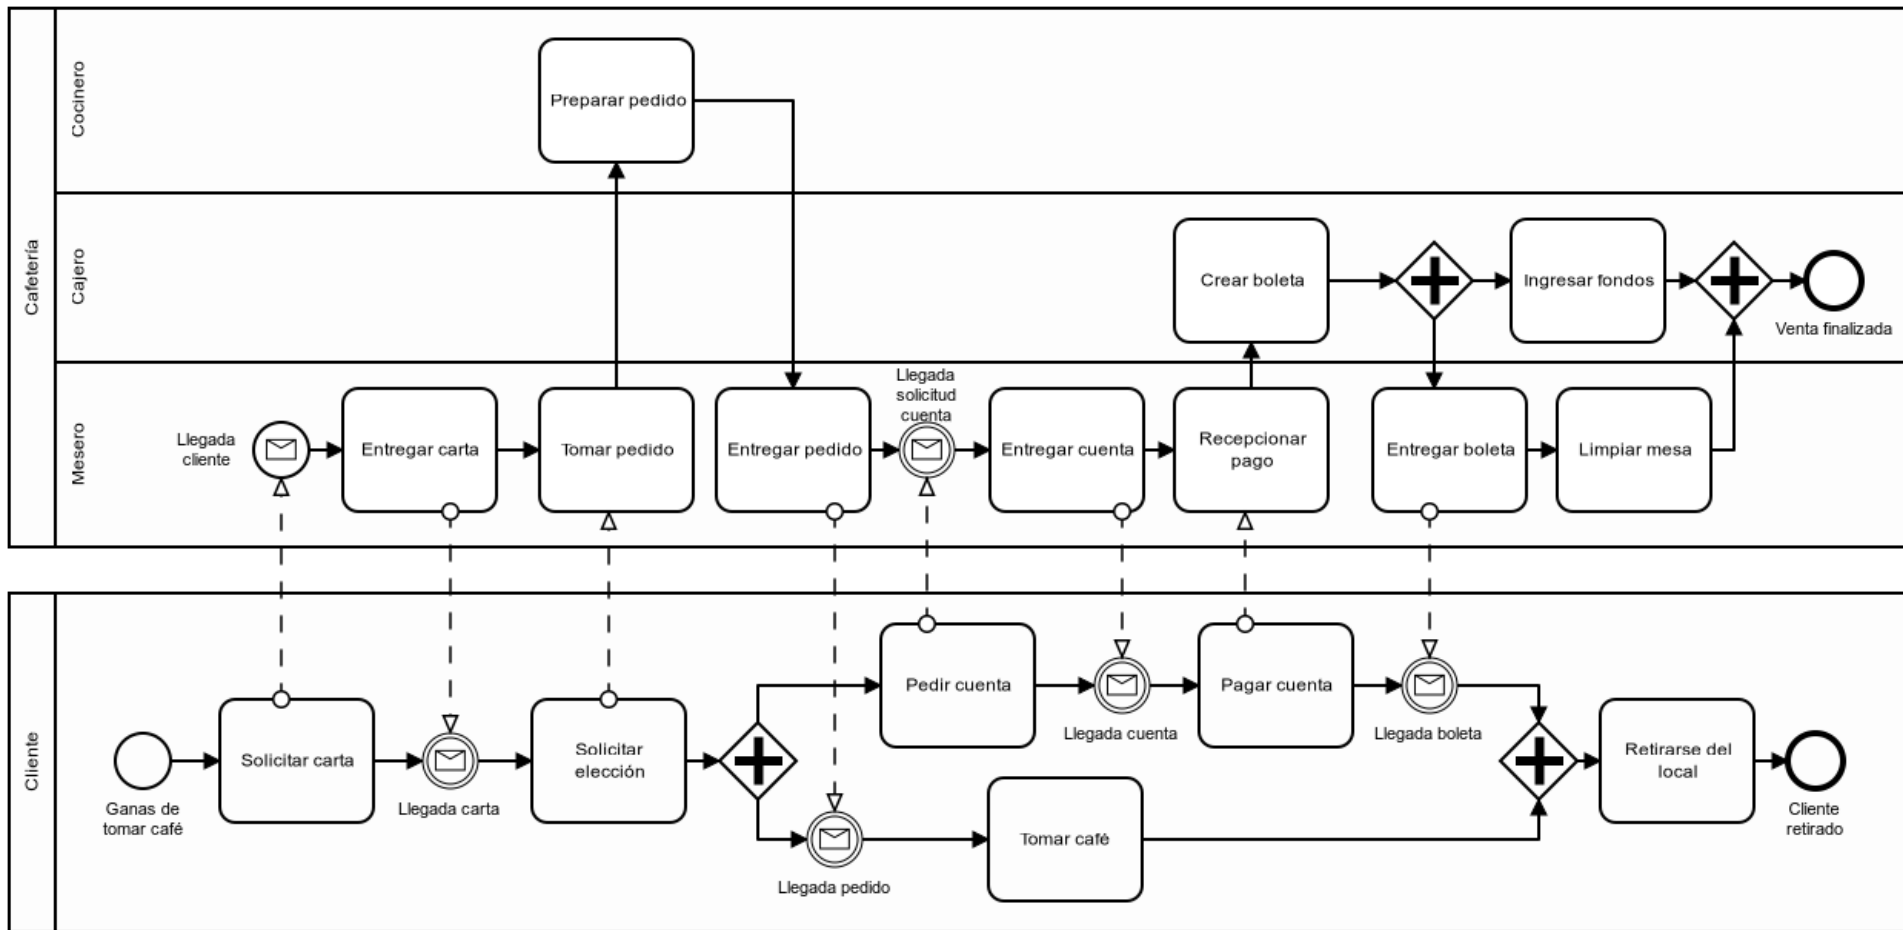 Cafetería
Cocinero
Preparar pedido
Cajero
Crear boleta
Ingresar fondos
Venta finalizada
Mesero
Llegada
cliente
Entregar carta
Tomar pedido
Entregar pedido
Llegada
solicitud
cuenta
Entregar cuenta
Recepcionar
pago
Entregar boleta
Limpiar mesa
Cliente
Ganas de
tomar café
Solicitar carta
Llegada carta
Solicitar
elección
Pedir cuenta
Llegada cuenta
Pagar cuenta
Llegada boleta
Llegada pedido
Tomar café
Retirarse del
local
Cliente
retirado